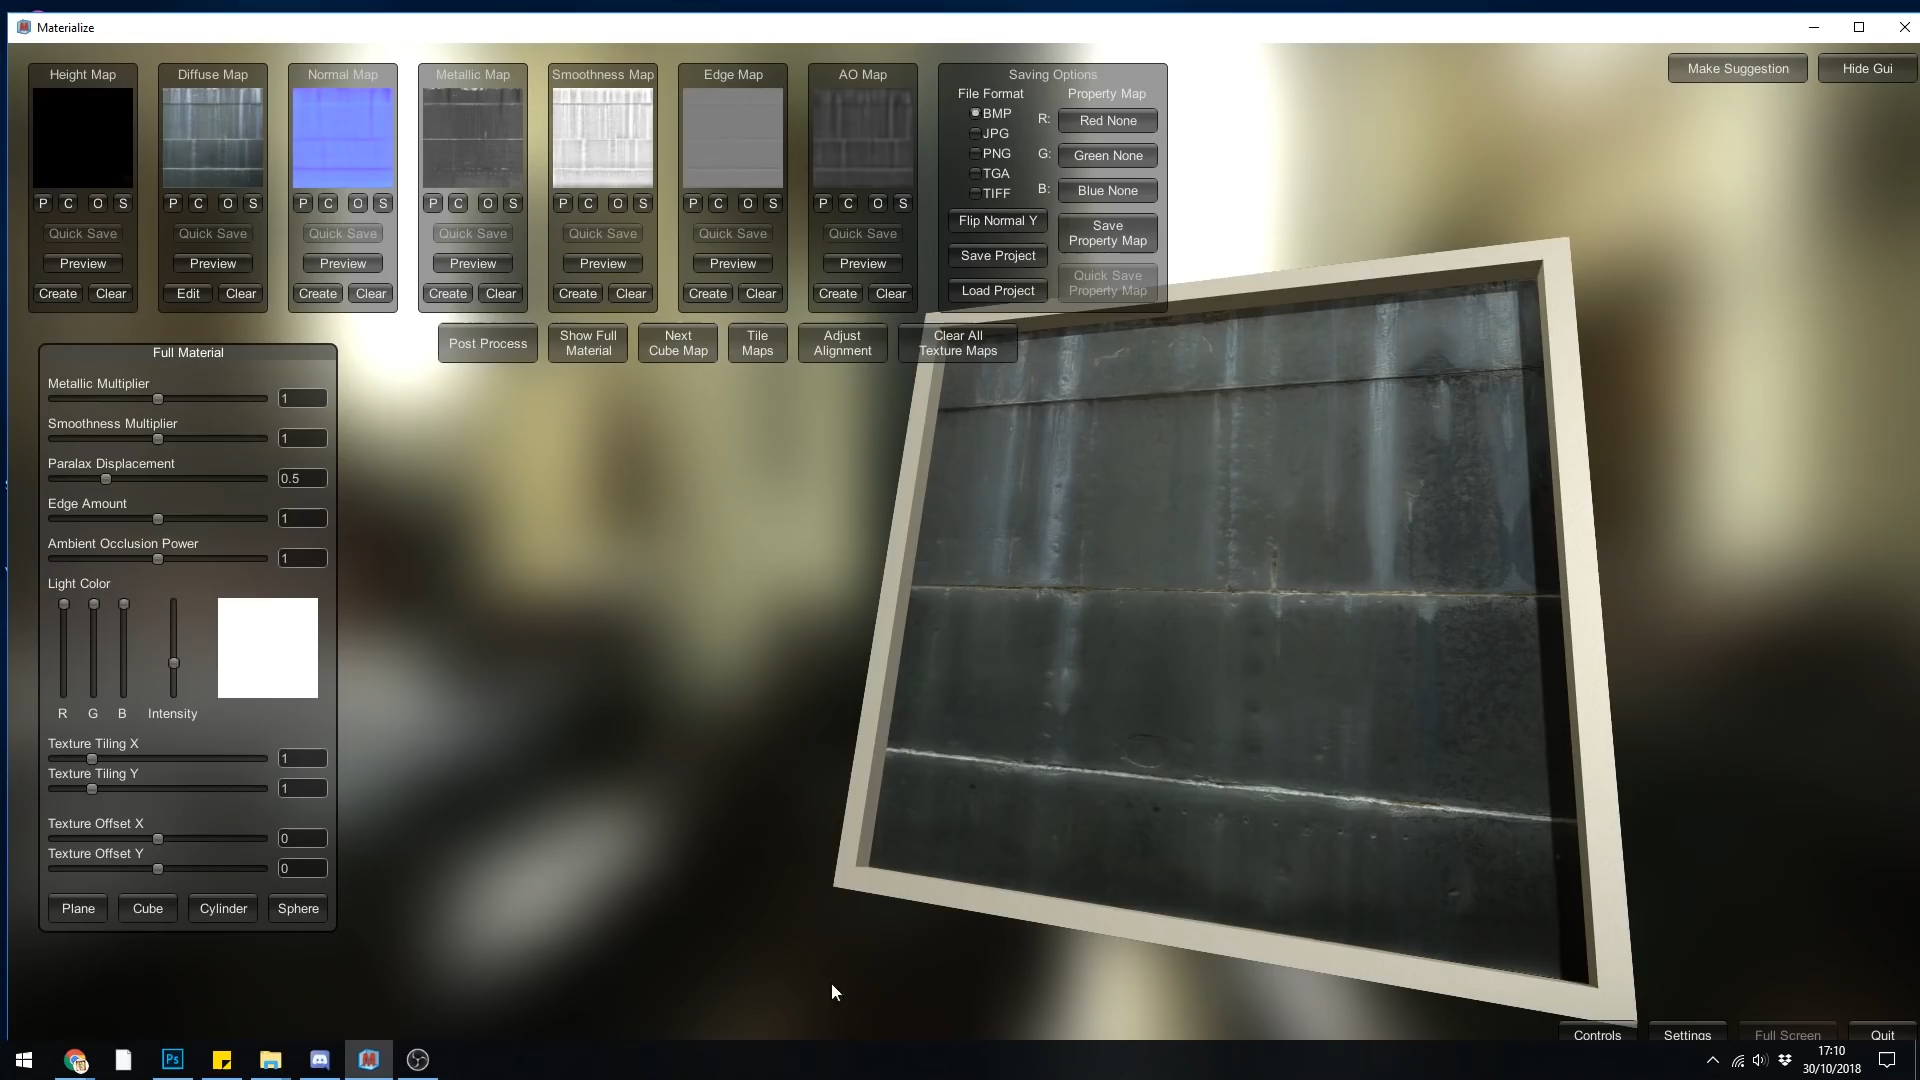 Materialize
Make Suggestion
Hide Gui
Height Map
P C O S
Quick Save
Preview
Create Clear
Diffuse Map
P C O S
Quick Save
Preview
Edit Clear
Normal Map
P C O S
Quick Save
Preview
Create Clear
Metallic Map
P C O S
Quick Save
Preview
Create Clear
Smoothness Map
P C O S
Quick Save
Preview
Create Clear
Edge Map
P C O S
Quick Save
Preview
Create Clear
AO Map
P C O S
Quick Save
Preview
Create Clear
Saving Options
File Format
BMP
JPG
PNG
TGA
TIFF
Flip Normal Y
Save Project
Load Project
Property Map
R: Red None
G: Green None
B: Blue None
Save
Property Map
Quick Save
Property Map
Post Process
Show Full
Material
Next
Cube Map
Tile
Maps
Adjust
Alignment
Clear All
Texture Maps
Full Material
Metallic Multiplier
1
Smoothness Multiplier
1
Paralax Displacement
0.5
Edge Amount
1
Ambient Occlusion Power
1
Light Color
R G B Intensity
Texture Tiling X
1
Texture Tiling Y
1
Texture Offset X
0
Texture Offset Y
0
Plane Cube Cylinder Sphere
Controls Settings Full Screen Quit
Ps
17:10
30/10/2018